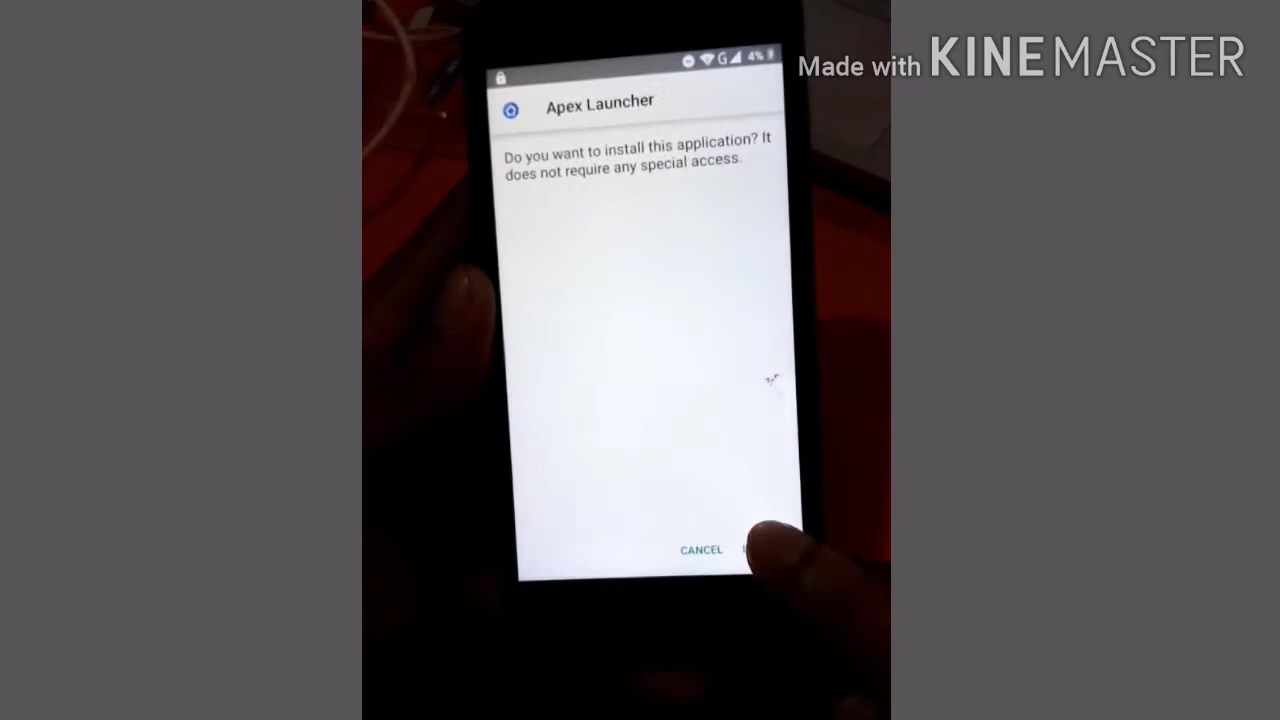 Made with KINEMASTER
G 4%
Apex Launcher
Do you want to install this application? It
does not require any special access.
CANCEL